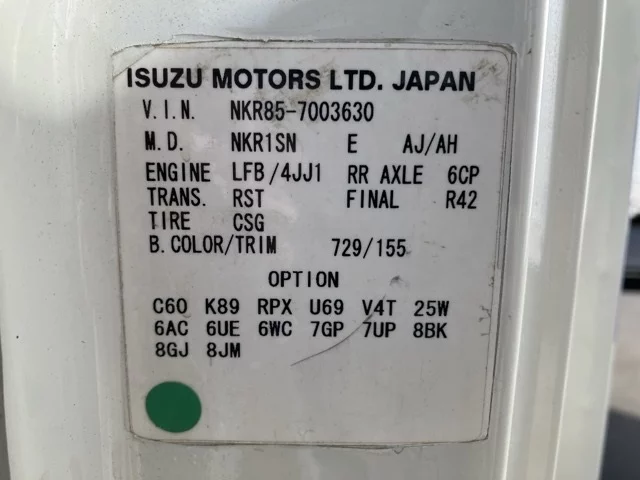 ISUZU MOTORS LTD. JAPAN
V.I.N. NKR85-7003630
M.D. NKR1SN E AJ/AH
ENGINE LFB/4JJ1 RR AXLE 6CP
TRANS. RST FINAL R42
TIRE CSG
B.COLOR/TRIM 729/155
OPTION
C60 K89 RPX U69 V4T 25W
6AC 6UE 6WC 7GP 7UP 8BK
8GJ 8JM